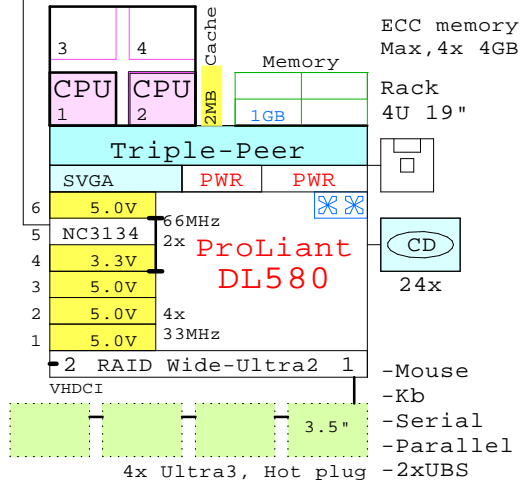 3 4
Cache
ECC memory
Max,4x 4GB
Memory
CPU CPU
1 2
2MB
1GB
Rack
4U 19"
Triple-Peer
SVGA PWR PWR
6 5.0V
66MHz
5 NC3134 2x
4 3.3V
ProLiant
DL580
CD
24x
3 5.0V
2 5.0V 4x
1 5.0V 33MHz
2 RAID Wide-Ultra2 1
VHDCI
-Mouse
-Kb
3.5" -Serial
-Parallel
4x Ultra3, Hot plug -2xUBS